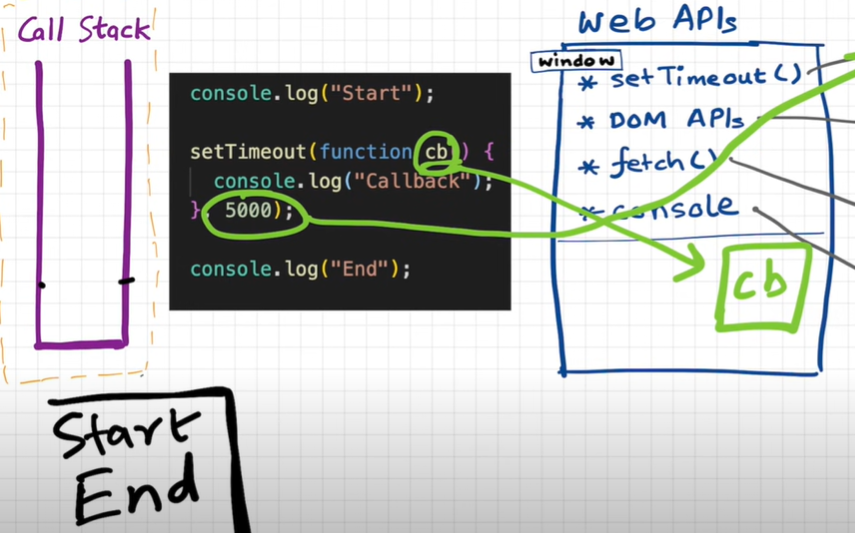 Call Stack
console.log("Start");
setTimeout(function cb() {
console.log("Callback");
}, 5000);
console.log("End");
Web APIs
window
* setTimeout()
* DOM APIs
* fetch()
* console
cb
Start
End